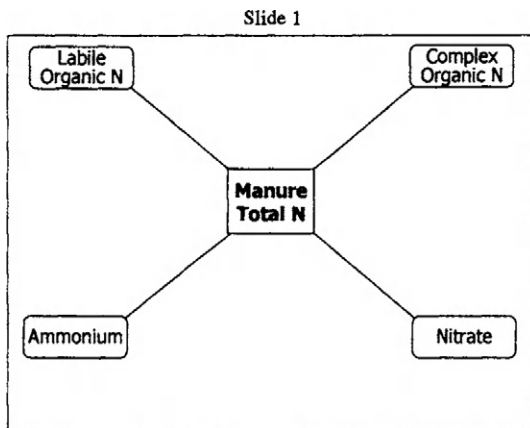 Slide 1
Labile
Organic N
Complex
Organic N
Manure
Total N
Ammonium
Nitrate